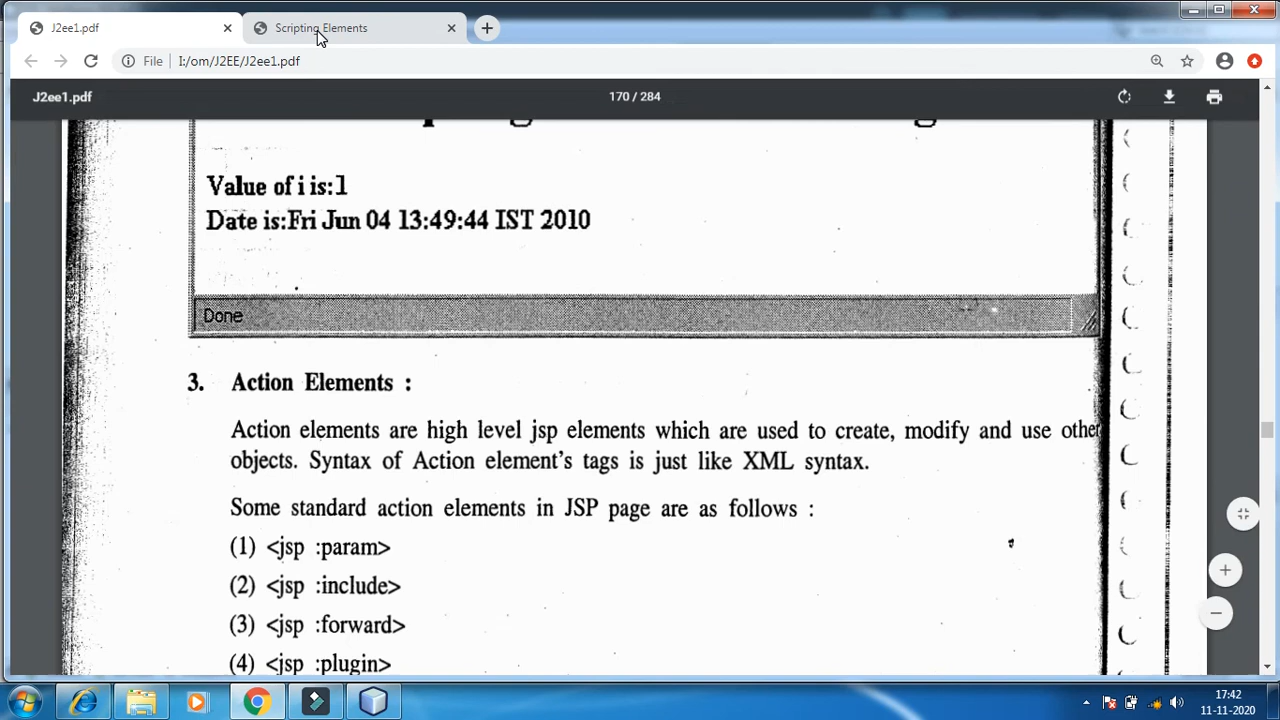 J2ee1.pdf
Scripting Elements
File
I:/om/J2EE/J2ee1.pdf
J2ee1.pdf
170 / 284
Value of i is:1
Date is:Fri Jun 04 13:49:44 IST 2010
Done
3. Action Elements :
Action elements are high level jsp elements which are used to create, modify and use other
objects. Syntax of Action element's tags is just like XML syntax.
Some standard action elements in JSP page are as follows :
(1) <jsp :param>
(2) <jsp :include>
(3) <jsp :forward>
(4) <jsp :plugin>
17:42
11-11-2020